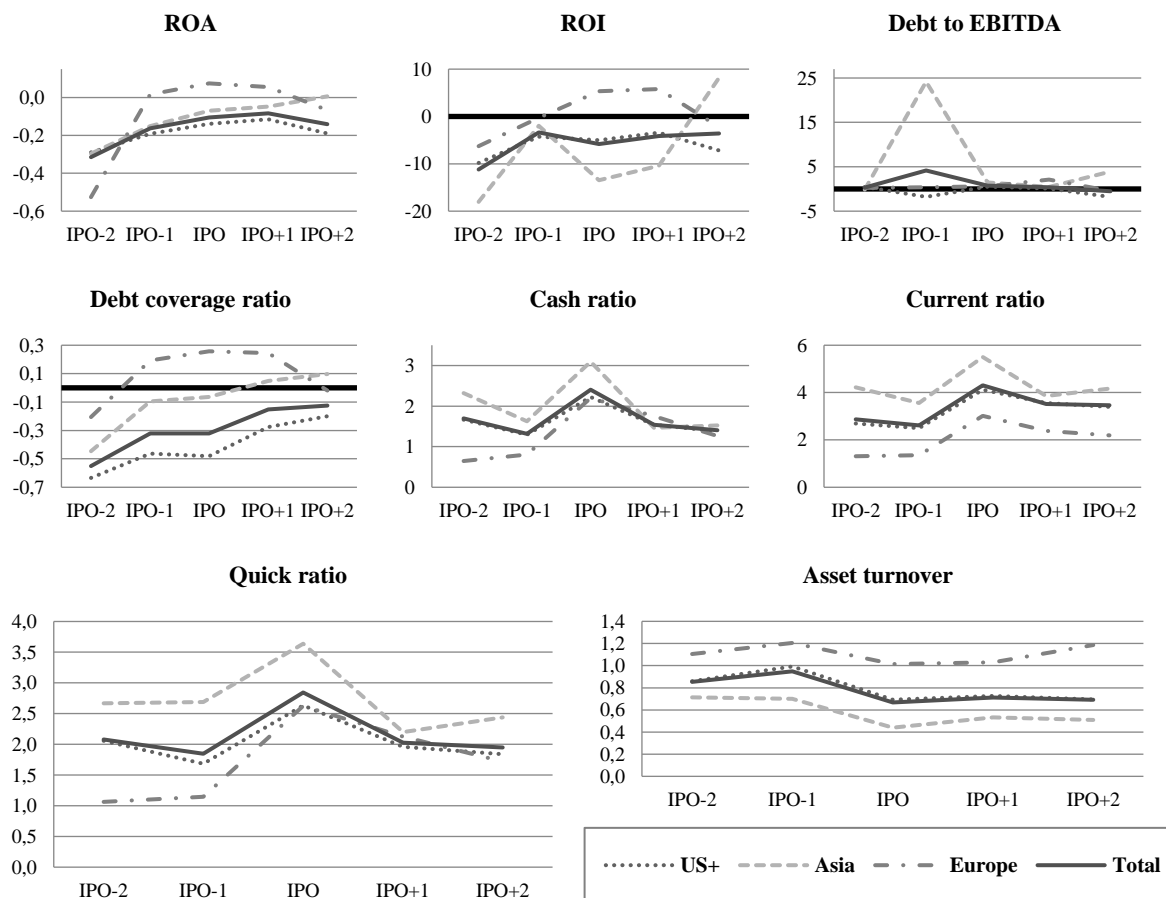 ROA
0,0
-0,2
-0,4
-0,6
IPO-2 IPO-1 IPO IPO+1 IPO+2
ROI
10
0
-10
-20
IPO-2 IPO-1 IPO IPO+1 IPO+2
Debt to EBITDA
25
15
5
-5
IPO-2 IPO-1 IPO IPO+1 IPO+2
Debt coverage ratio
0,3
0,1
-0,1
-0,3
-0,5
-0,7
IPO-2 IPO-1 IPO IPO+1 IPO+2
Cash ratio
3
2
1
0
IPO-2 IPO-1 IPO IPO+1 IPO+2
Current ratio
6
4
2
0
IPO-2 IPO-1 IPO IPO+1 IPO+2
Quick ratio
4,0
3,5
3,0
2,5
2,0
1,5
1,0
0,5
0,0
IPO-2 IPO-1 IPO IPO+1 IPO+2
Asset turnover
1,4
1,2
1,0
0,8
0,6
0,4
0,2
0,0
IPO-2 IPO-1 IPO IPO+1 IPO+2
US+ Asia Europe Total